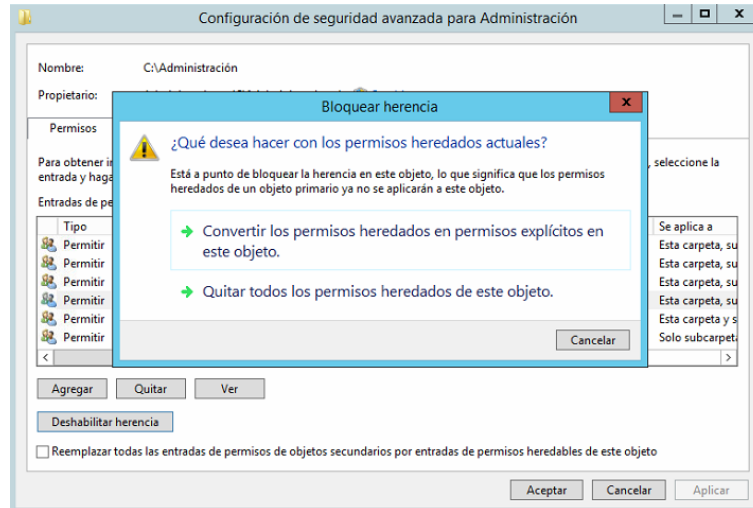 Configuración de seguridad avanzada para Administración
Nombre: C:\Administración
Propietario:
Bloquear herencia
Permisos
¿Qué desea hacer con los permisos heredados actuales?
Para obtener
, seleccione la
entrada y haga
Está a punto de bloquear la herencia en este objeto, lo que significa que los permisos
heredados de un objeto primario ya no se aplicarán a este objeto.
Entradas de pe
Tipo
Se aplica a
Convertir los permisos heredados en permisos explícitos en
este objeto.
Quitar todos los permisos heredados de este objeto.
Permitir
Esta carpeta, su
Permitir
Esta carpeta, su
Permitir
Esta carpeta, su
Permitir
Esta carpeta, su
Permitir
Esta carpeta y s
Permitir
Solo subcarpet
Cancelar
Agregar
Quitar
Ver
Deshabilitar herencia
Reemplazar todas las entradas de permisos de objetos secundarios por entradas de permisos heredables de este objeto
Aceptar
Cancelar
Aplicar